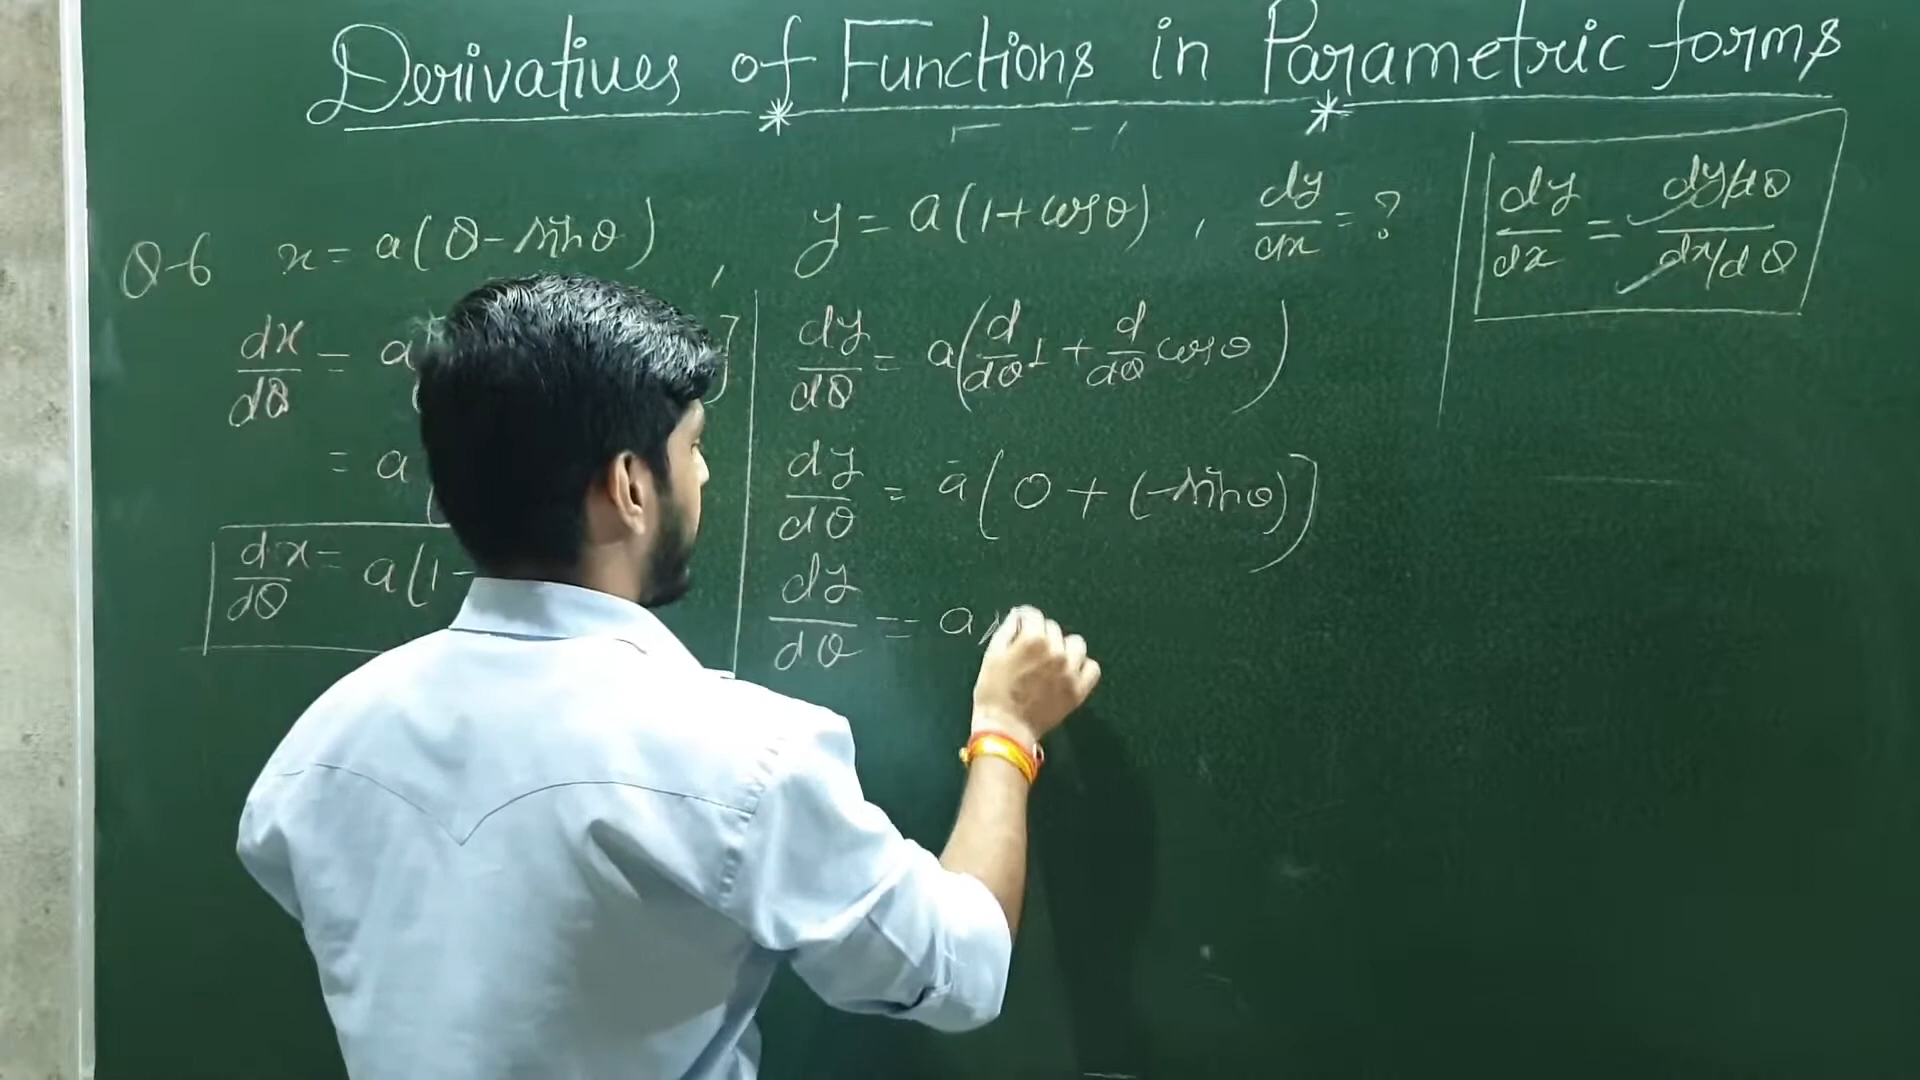 Derivatives of Functions in Parametric forms
Q-6 x = a(θ - sinθ) , y = a(1+cosθ) , dy/dx = ?
dy/dx = dy/dθ / dx/dθ
dx/dθ = a
= a
dx/dθ = a(1-
dy/dθ = a(d/dθ 1 + d/dθ cosθ)
dy/dθ = a[0 + (-sinθ)]
dy/dθ = a